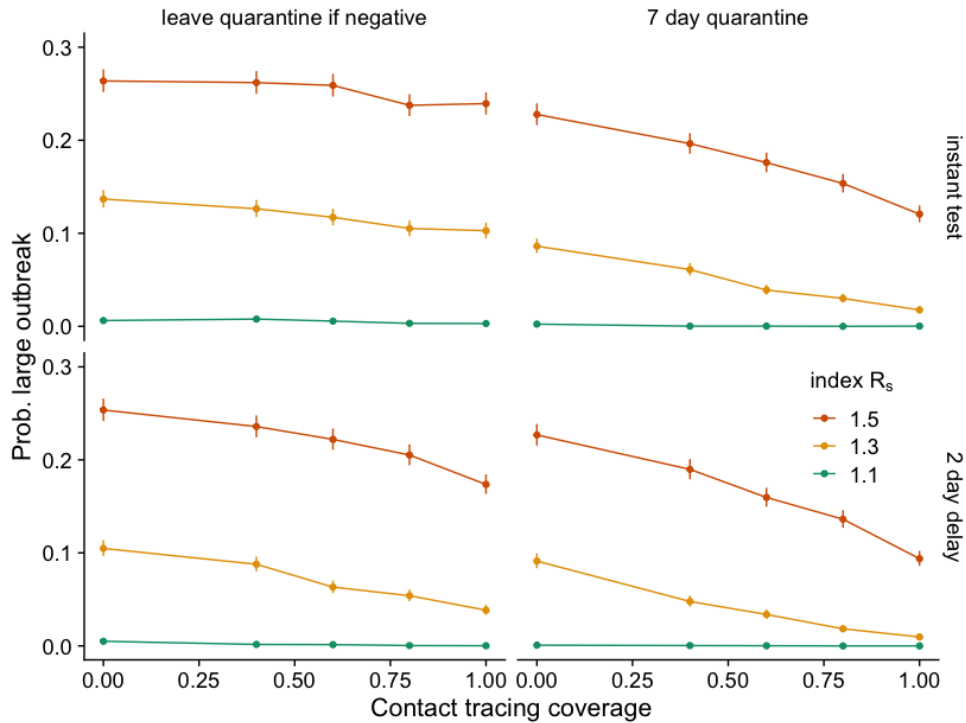 leave quarantine if negative
7 day quarantine
Prob. large outbreak
0.3
0.2
0.1
0.0
instant test
0.3
0.2
0.1
0.0
2 day delay
index Rₛ
1.5
1.3
1.1
0.00 0.25 0.50 0.75 1.00
0.00 0.25 0.50 0.75 1.00
Contact tracing coverage